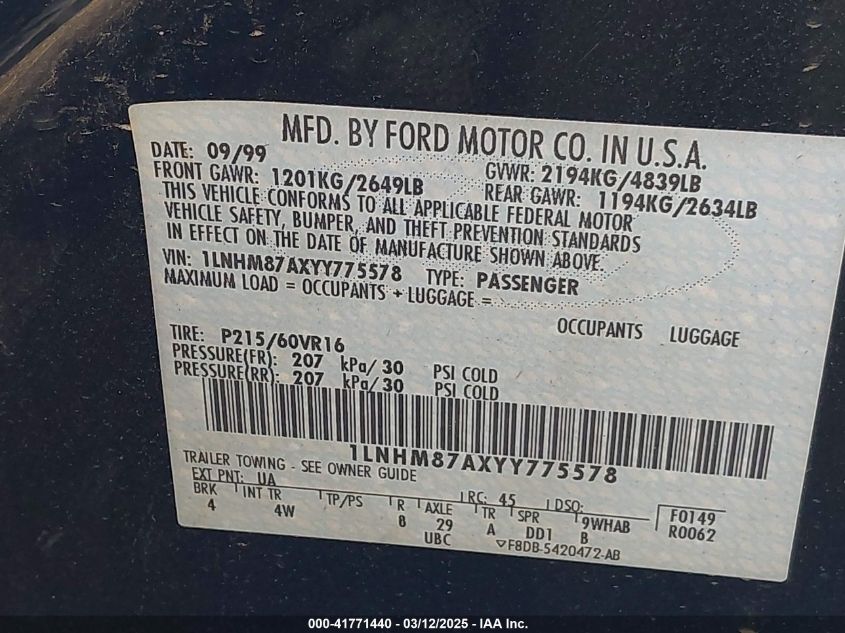 MFD. BY FORD MOTOR CO. IN U.S.A.
DATE: 09/99 GVWR: 2194KG/4839LB
FRONT GAWR: 1201KG/2649LB REAR GAWR: 1194KG/2634LB
THIS VEHICLE CONFORMS TO ALL APPLICABLE FEDERAL MOTOR
VEHICLE SAFETY, BUMPER, AND THEFT PREVENTION STANDARDS
IN EFFECT ON THE DATE OF MANUFACTURE SHOWN ABOVE.
VIN: 1LNHM87AXYY775578 TYPE: PASSENGER
MAXIMUM LOAD = OCCUPANTS + LUGGAGE =
OCCUPANTS LUGGAGE
TIRE: P215/60VR16
PRESSURE(FR): 207 kPa/ 30 PSI COLD
PRESSURE(RR): 207 kPa/ 30 PSI COLD
1LNHM87AXYY775578
TRAILER TOWING - SEE OWNER GUIDE
EXT PNT: UA RC: 45 DSO: F0149
BRK INT TR TP/PS R AXLE TR SPR 9WHAB R0062
4 4W 8 29 A DD1 B
UBC ▽F8DB-5420472-AB
000-41771440 - 03/12/2025 - IAA Inc.